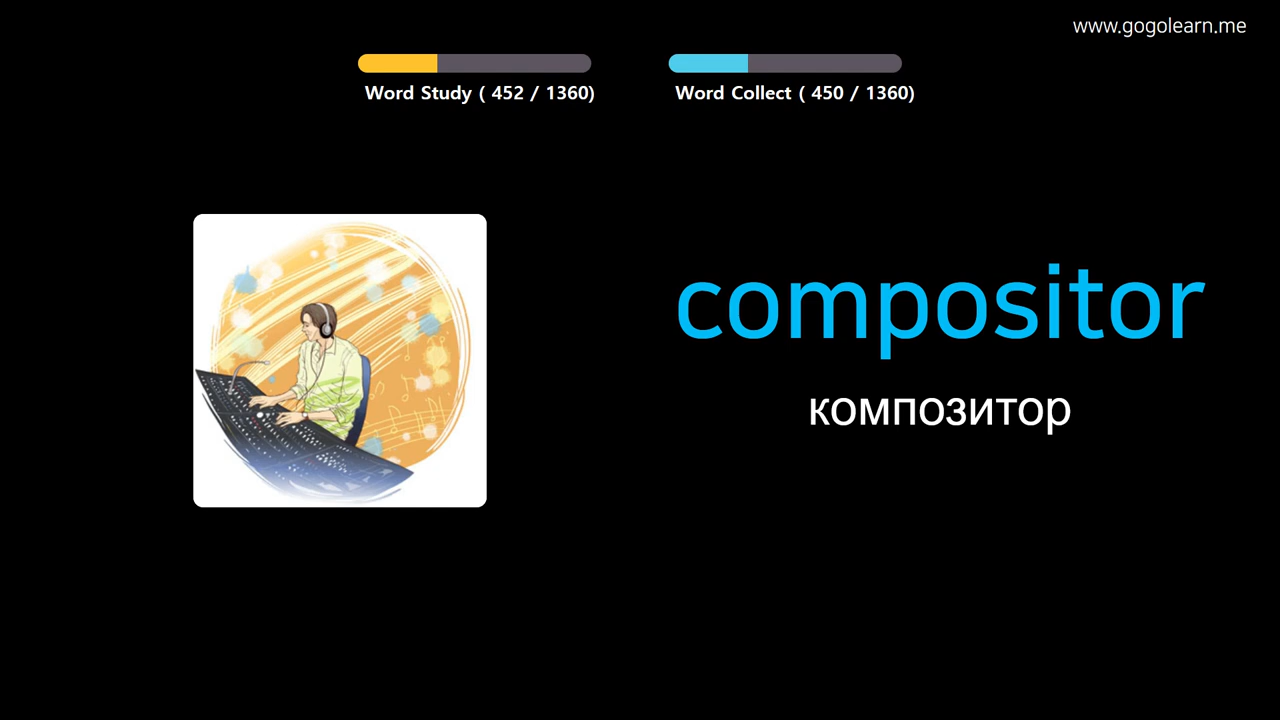 www.gogolearn.me
Word Study ( 452 / 1360)
Word Collect ( 450 / 1360)
compositor
композитор